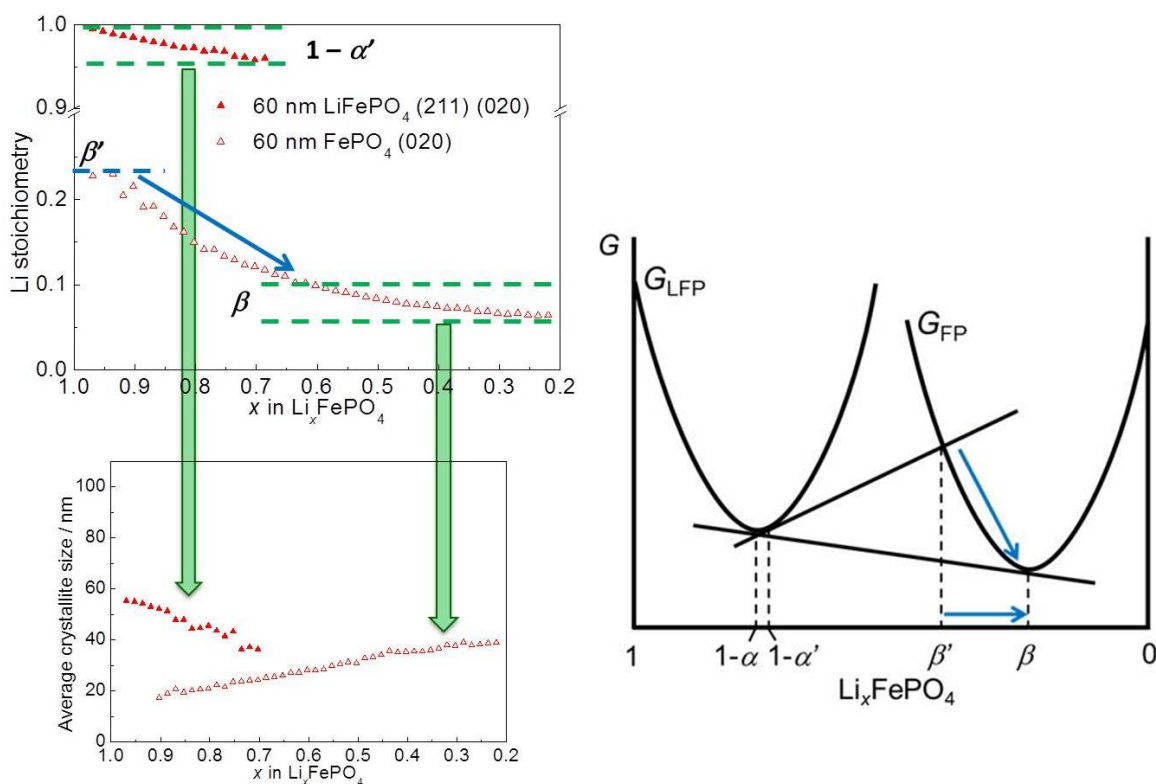 1.0
0.9
0.2
0.1
0.0
Li stoichiometry
1 – α'
60 nm LiFePO4 (211) (020)
60 nm FePO4 (020)
β'
β
1.0 0.9 0.8 0.7 0.6 0.5 0.4 0.3 0.2
x in LixFePO4
100
80
60
40
20
0
Average crystallite size / nm
1.0 0.9 0.8 0.7 0.6 0.5 0.4 0.3 0.2
x in LixFePO4
G
GLFP
GFP
1 1-α 1-α' β' β 0
LixFePO4